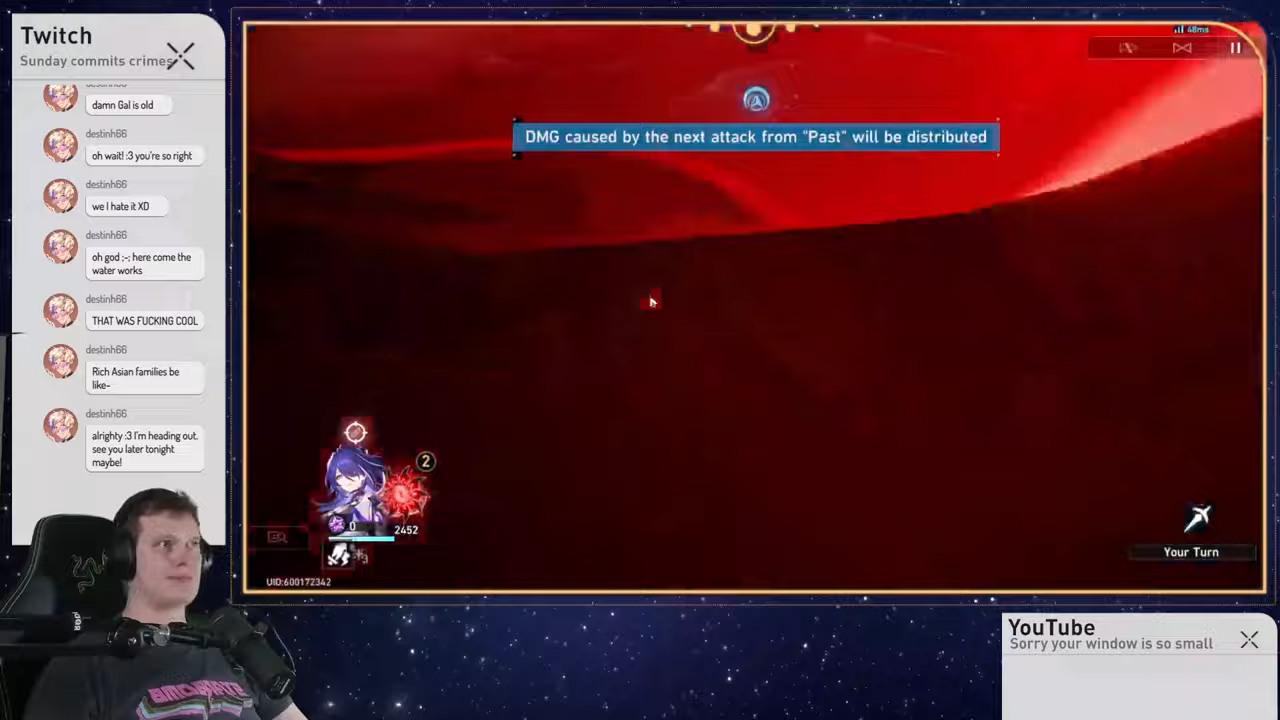 Twitch
Sunday commits crimes
destinh66
damn Gal is old
destinh66
oh wait! :3 you're so right
destinh66
we I hate it XD
destinh66
oh god ;-; here come the
water works
destinh66
THAT WAS FUCKING COOL
destinh66
Rich Asian families be
like-
destinh66
alrighty :3 I'm heading out.
see you later tonight
maybe!
48ms
DMG caused by the next attack from "Past" will be distributed
2
0
2452
3
UID:600172342
Your Turn
YouTube
Sorry your window is so small